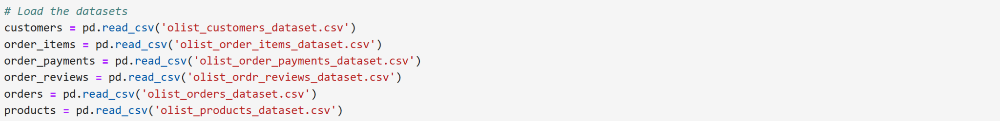 # Load the datasets
customers = pd.read_csv('olist_customers_dataset.csv')
order_items = pd.read_csv('olist_order_items_dataset.csv')
order_payments = pd.read_csv('olist_order_payments_dataset.csv')
order_reviews = pd.read_csv('olist_ordr_reviews_dataset.csv')
orders = pd.read_csv('olist_orders_dataset.csv')
products = pd.read_csv('olist_products_dataset.csv')